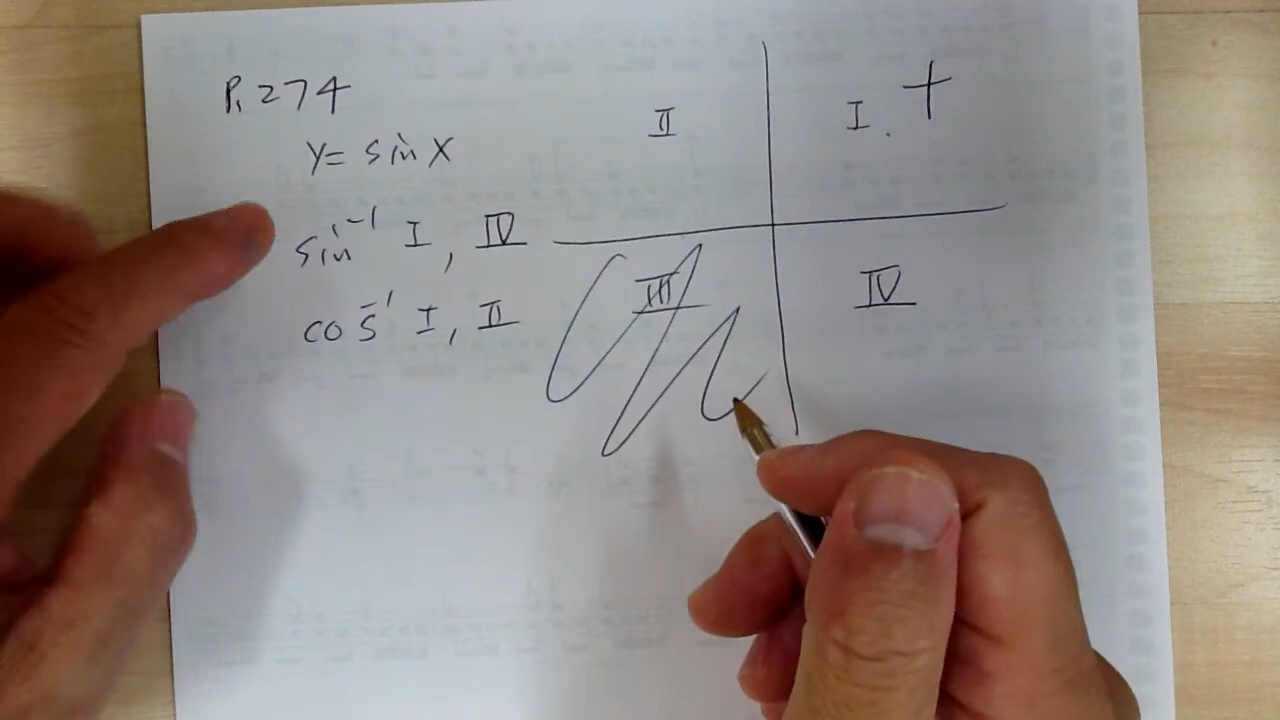 P. 274
y = sin x
sin⁻¹ I, IV
cos⁻¹ I, II
II
I. +
III
IV